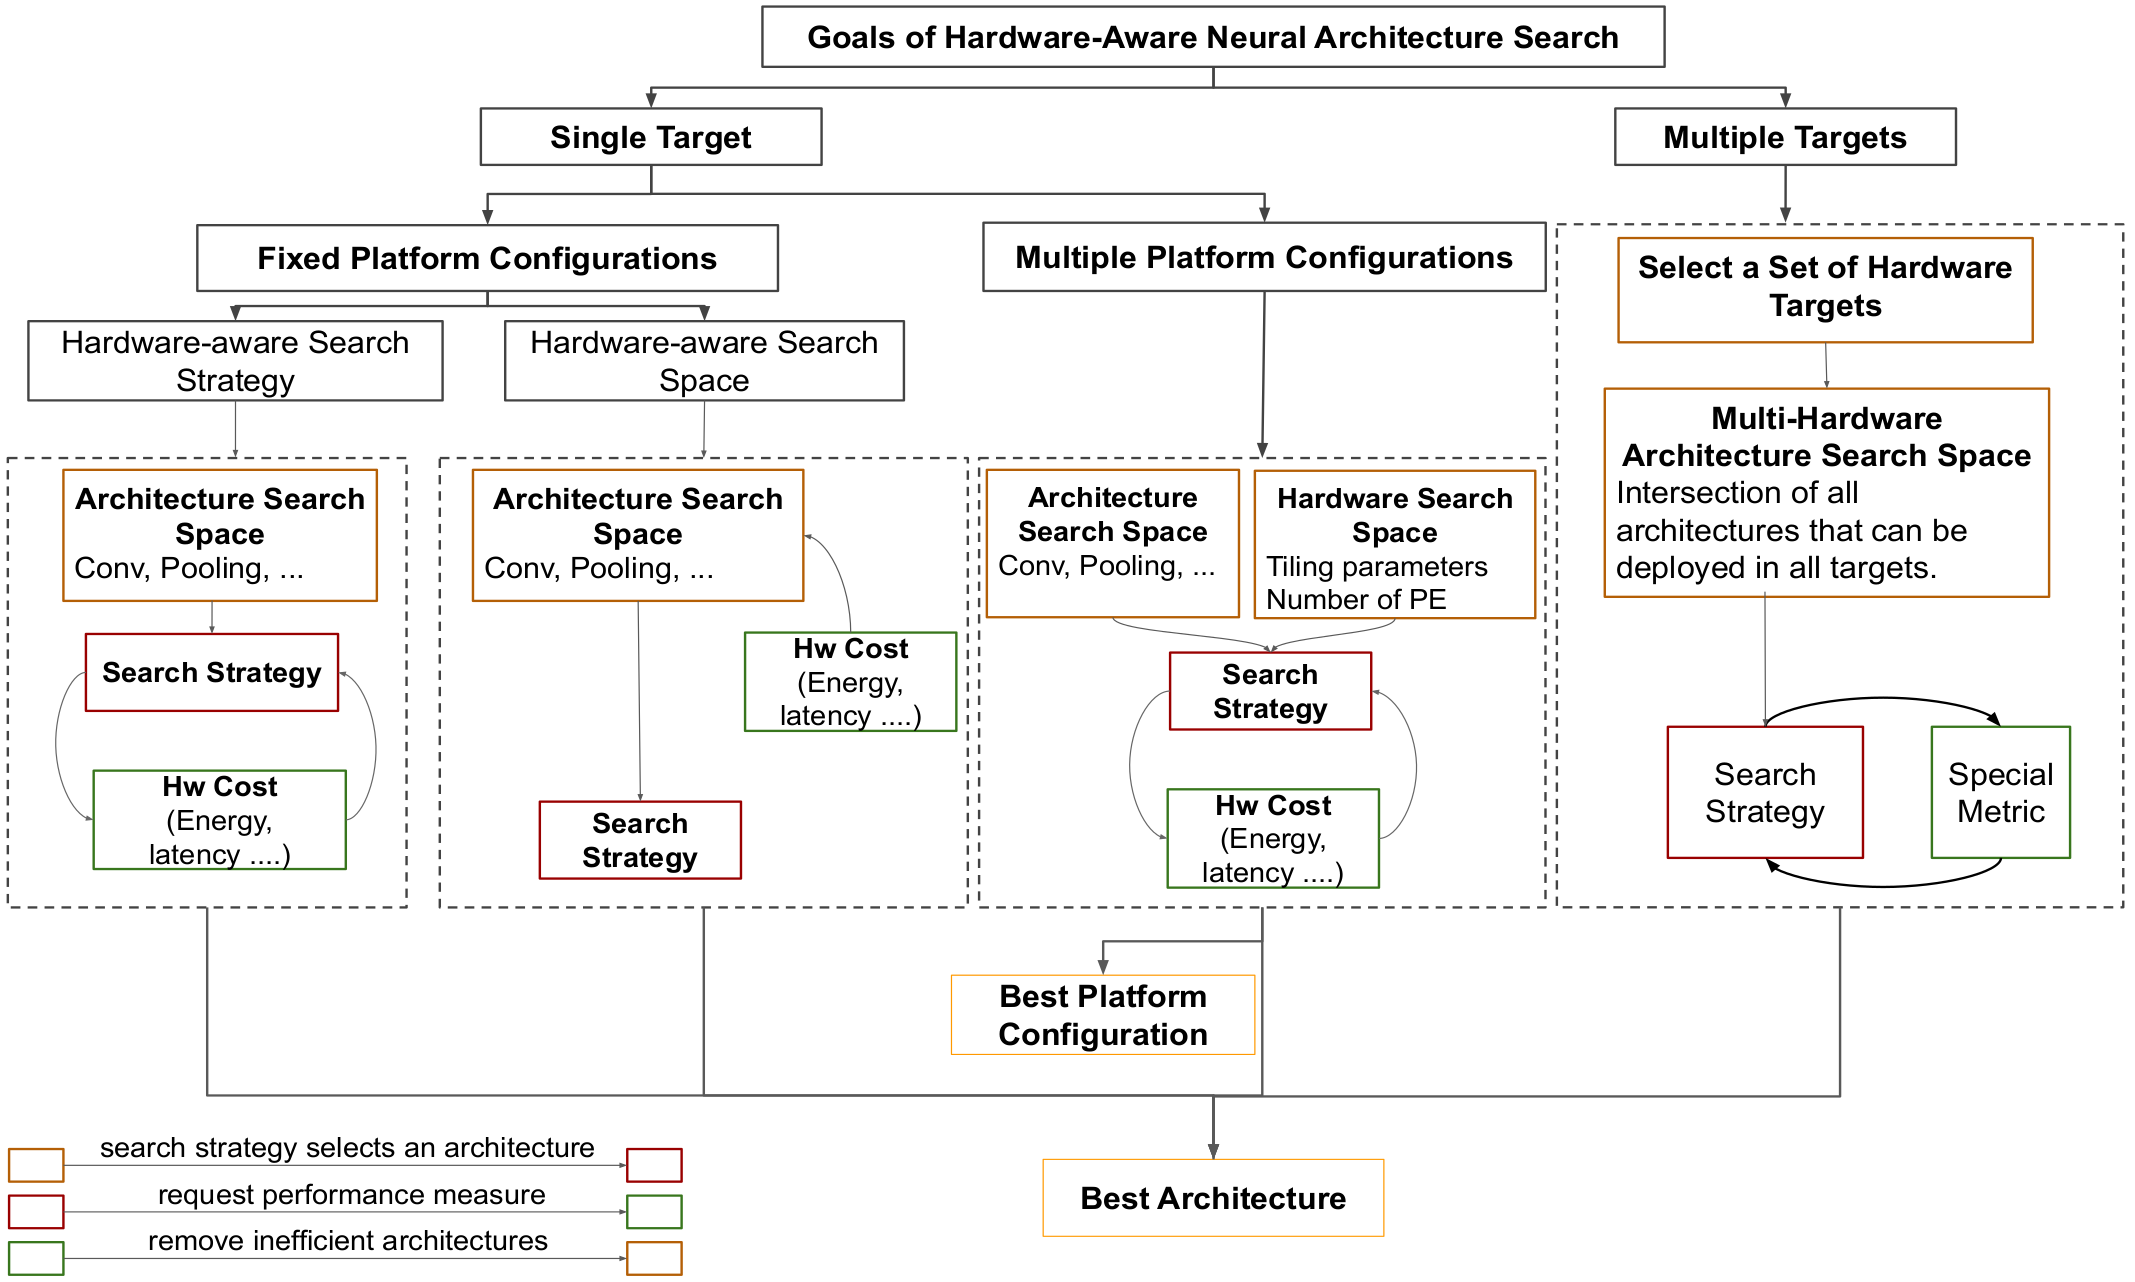 Goals of Hardware-Aware Neural Architecture Search
Single Target
Multiple Targets
Fixed Platform Configurations
Multiple Platform Configurations
Hardware-aware Search
Strategy
Hardware-aware Search
Space
Architecture Search
Space
Conv, Pooling, ...
Search Strategy
Hw Cost
(Energy,
latency ....)
Architecture Search
Space
Conv, Pooling, ...
Hw Cost
(Energy,
latency ....)
Search
Strategy
Architecture
Search Space
Conv, Pooling, ...
Hardware Search
Space
Tiling parameters
Number of PE
Search
Strategy
Hw Cost
(Energy,
latency ....)
Select a Set of Hardware
Targets
Multi-Hardware
Architecture Search Space
Intersection of all
architectures that can be
deployed in all targets.
Search
Strategy
Special
Metric
Best Platform
Configuration
Best Architecture
search strategy selects an architecture
request performance measure
remove inefficient architectures